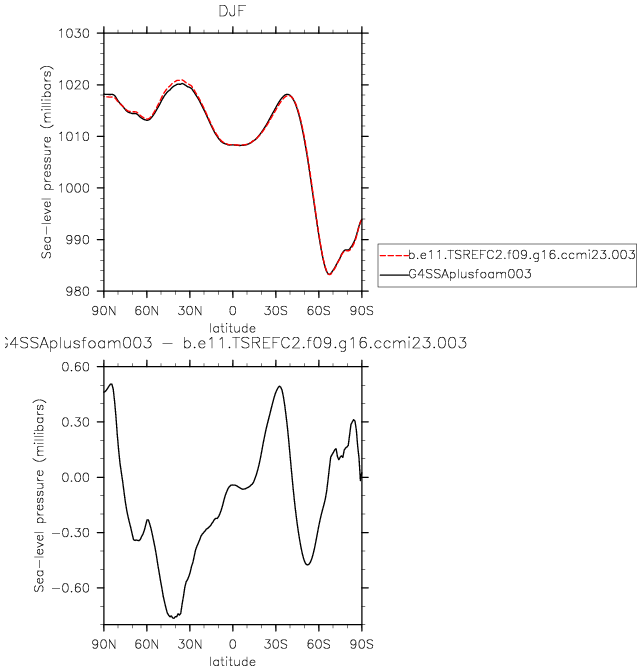 DJF
1030
1020
1010
1000
990
980
Sea-level pressure (millibars)
90N 60N 30N 0 30S 60S 90S
latitude
b.e11.TSREFC2.f09.g16.ccmi23.003
G4SSAplusfoam003
4SSAplusfoam003 − b.e11.TSREFC2.f09.g16.ccmi23.003
0.60
0.30
0.00
−0.30
−0.60
Sea-level pressure (millibars)
90N 60N 30N 0 30S 60S 90S
latitude